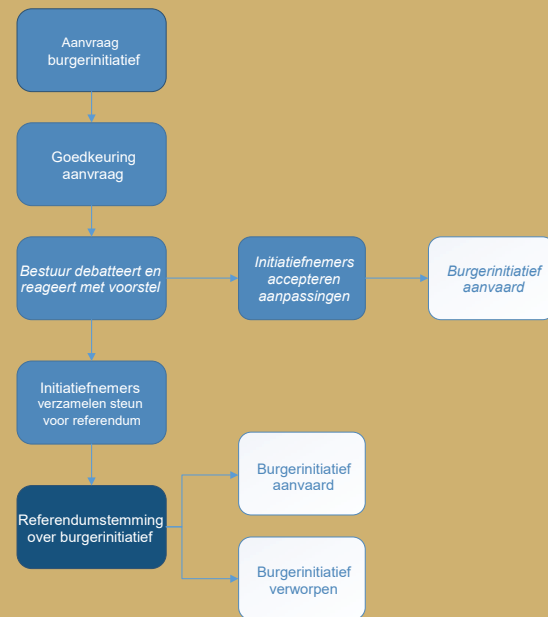 Aanvraag
burgerinitiatief
Goedkeuring
aanvraag
Bestuur debatteert en
reageert met voorstel
Initiatiefnemers
accepteren
aanpassingen
Burgerinitiatief
aanvaard
Initiatiefnemers
verzamelen steun
voor referendum
Burgerinitiatief
aanvaard
Referendumstemming
over burgerinitiatief
Burgerinitiatief
verworpen